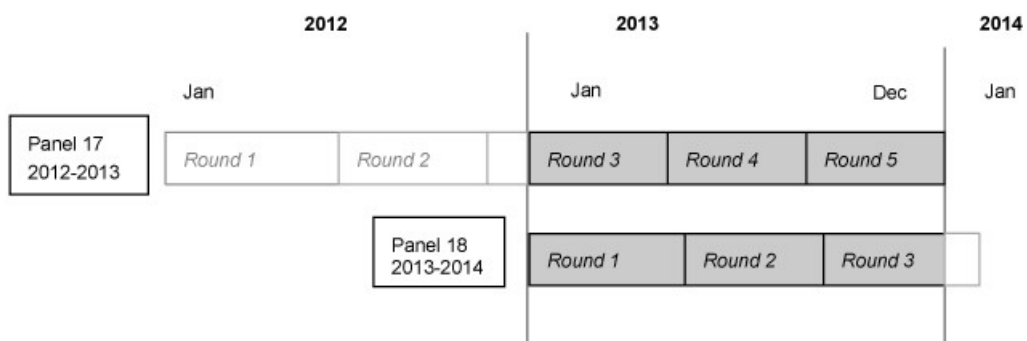 2012 2013 2014
Jan Jan Dec Jan
Panel 17
2012-2013
Round 1 Round 2 Round 3 Round 4 Round 5
Panel 18
2013-2014
Round 1 Round 2 Round 3